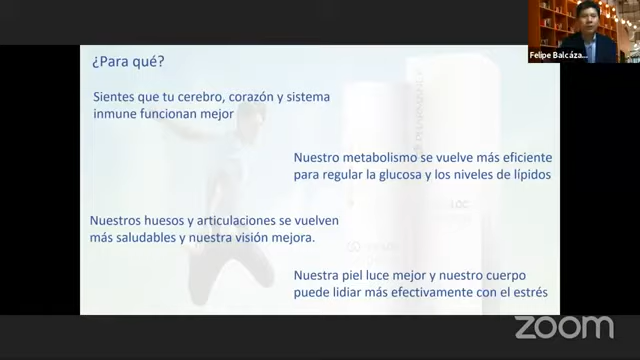 Felipe Balcáza...
¿Para qué?
Sientes que tu cerebro, corazón y sistema
inmune funcionan mejor
Nuestro metabolismo se vuelve más eficiente
para regular la glucosa y los niveles de lípidos
Nuestros huesos y articulaciones se vuelven
más saludables y nuestra visión mejora.
Nuestra piel luce mejor y nuestro cuerpo
puede lidiar más efectivamente con el estrés
zoom